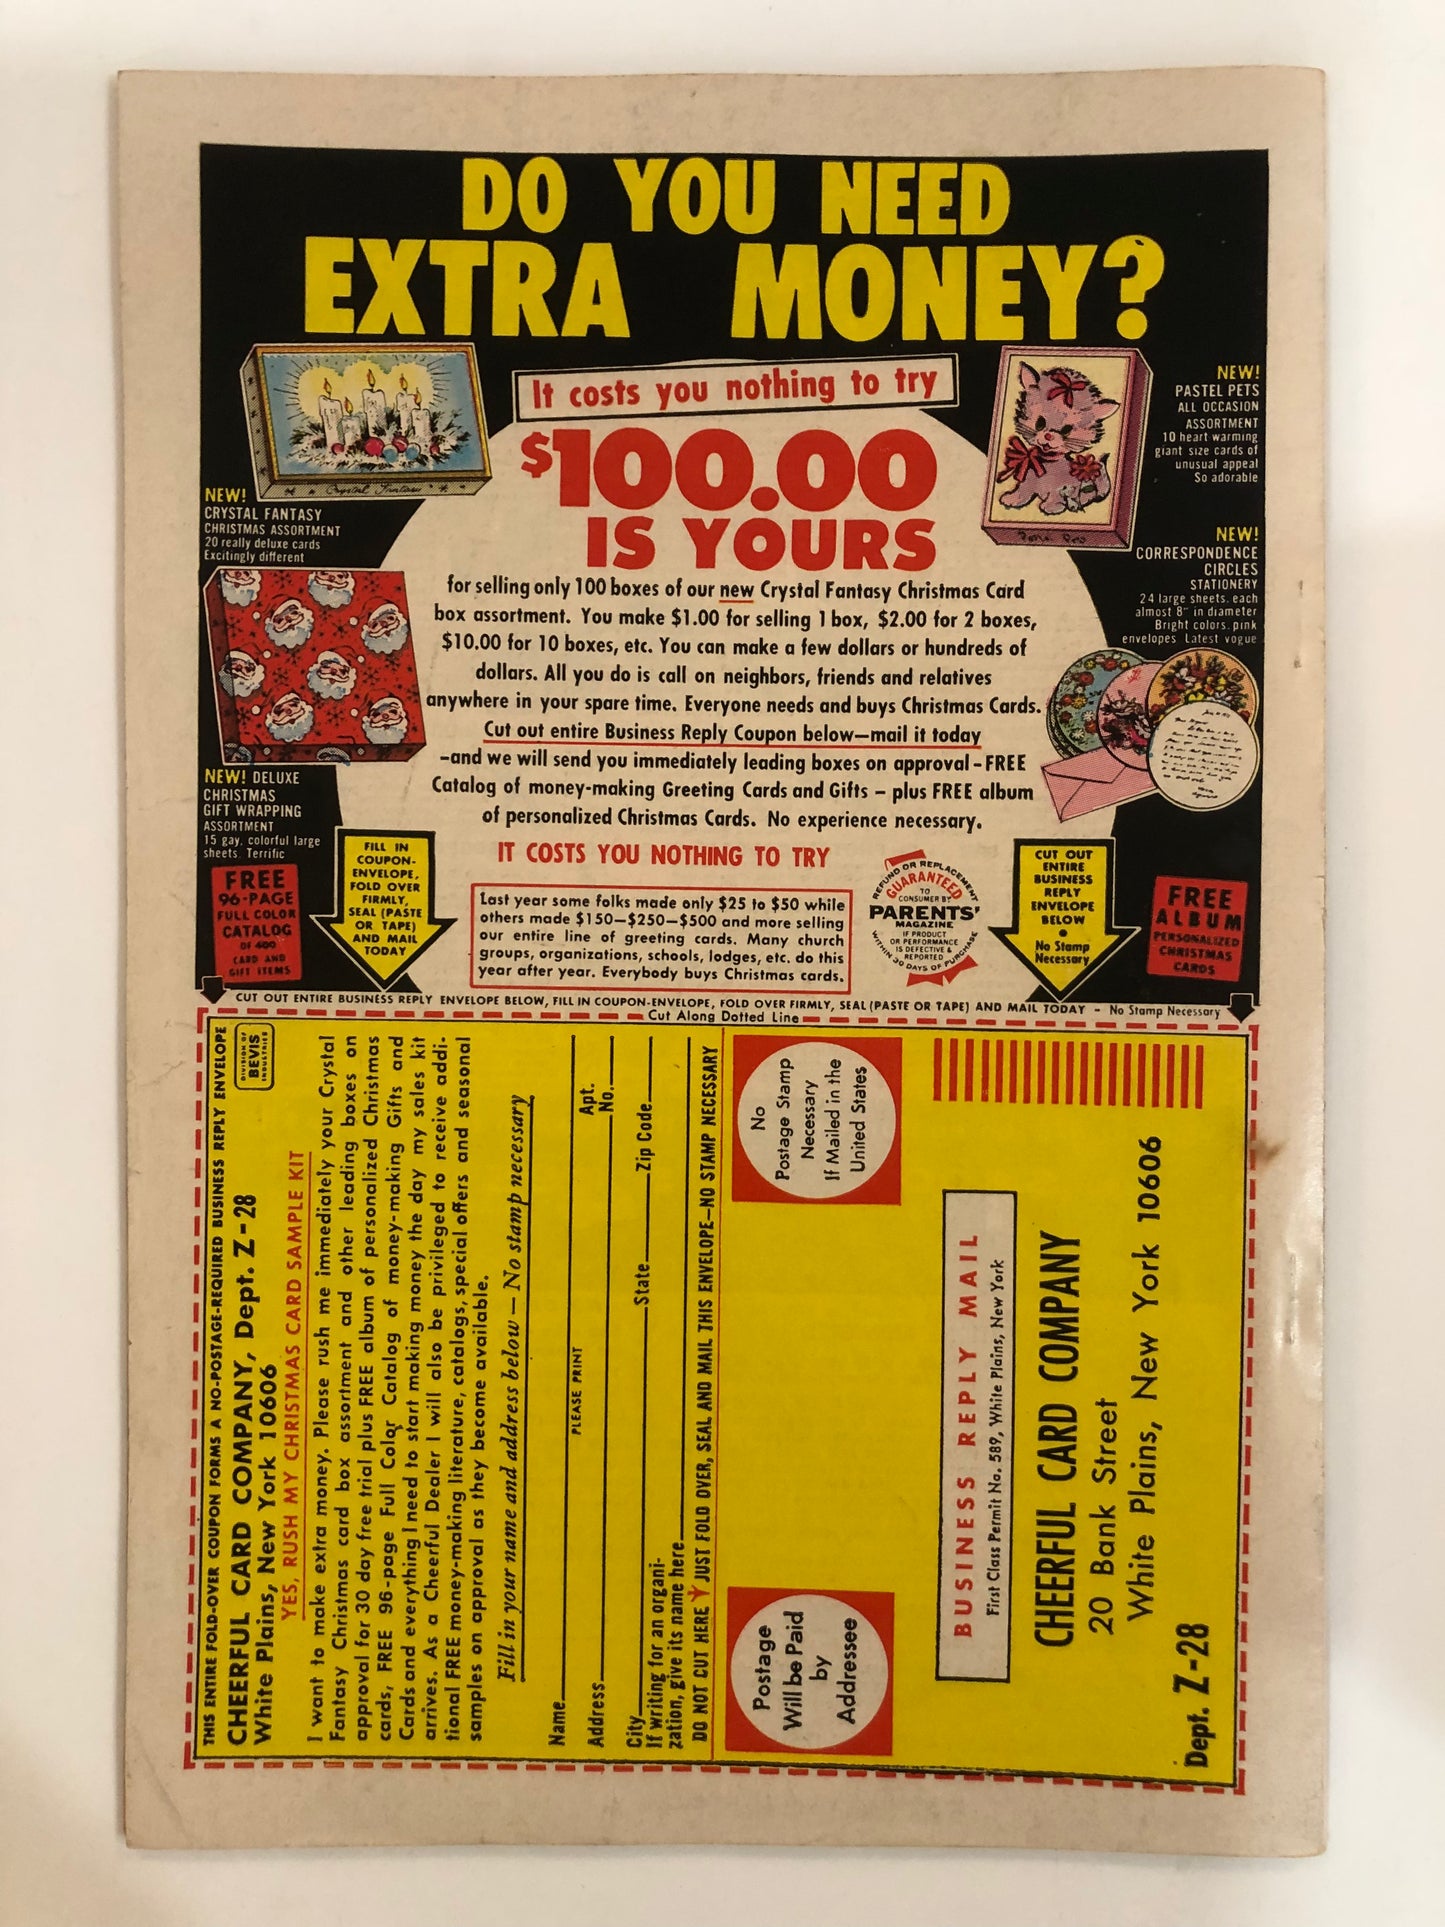 DO YOU NEED
EXTRA MONEY?
It costs you nothing to try
$100.00
IS YOURS
for selling only 100 boxes of our new Crystal Fantasy Christmas Card
box assortment. You make $1.00 for selling 1 box, $2.00 for 2 boxes,
$10.00 for 10 boxes, etc. You can make a few dollars or hundreds of
dollars. All you do is call on neighbors, friends and relatives
anywhere in your spare time. Everyone needs and buys Christmas Cards.
Cut out entire Business Reply Coupon below—mail it today
-and we will send you immediately leading boxes on approval - FREE
Catalog of money-making Greeting Cards and Gifts - plus FREE album
of personalized Christmas Cards. No experience necessary.
IT COSTS YOU NOTHING TO TRY
Crystal Fantasy
NEW!
CRYSTAL FANTASY
CHRISTMAS ASSORTMENT
20 really deluxe cards
Excitingly different
NEW! DELUXE
CHRISTMAS
GIFT WRAPPING
ASSORTMENT
15 gay, colorful large
sheets. Terrific
NEW!
PASTEL PETS
ALL OCCASION
ASSORTMENT
10 heart warming
giant size cards of
unusual appeal
So adorable
NEW!
CORRESPONDENCE
CIRCLES
STATIONERY
24 large sheets, each
almost 8" in diameter
Bright colors, pink
envelopes Latest vogue
FREE
96-PAGE
FULL COLOR
CATALOG
OF 400
CARD AND
GIFT ITEMS
FILL IN
COUPON-
ENVELOPE,
FOLD OVER
FIRMLY,
SEAL (PASTE
OR TAPE)
AND MAIL
TODAY
Last year some folks made only $25 to $50 while
others made $150—$250—$500 and more selling
our entire line of greeting cards. Many church
groups, organizations, schools, lodges, etc. do this
year after year. Everybody buys Christmas cards.
REFUND OR REPLACEMENT
GUARANTEED
TO
CONSUMER BY
PARENTS'
MAGAZINE
IF PRODUCT
OR PERFORMANCE
IS DEFECTIVE &
REPORTED
WITHIN 30 DAYS OF PURCHASE
CUT OUT
ENTIRE
BUSINESS
REPLY
ENVELOPE
BELOW
•
No Stamp
Necessary
FREE
ALBUM
PERSONALIZED
CHRISTMAS
CARDS
CUT OUT ENTIRE BUSINESS REPLY ENVELOPE BELOW, FILL IN COUPON-ENVELOPE, FOLD OVER FIRMLY, SEAL (PASTE OR TAPE) AND MAIL TODAY - No Stamp Necessary
Cut Along Dotted Line
THIS ENTIRE FOLD-OVER COUPON FORMS A NO-POSTAGE-REQUIRED BUSINESS REPLY ENVELOPE
CHEERFUL CARD COMPANY, Dept. Z-28
White Plains, New York 10606
DIVISION OF
BEVIS
INDUSTRIES
YES, RUSH MY CHRISTMAS CARD SAMPLE KIT
I want to make extra money. Please rush me immediately your Crystal
Fantasy Christmas card box assortment and other leading boxes on
approval for 30 day free trial plus FREE album of personalized Christmas
cards, FREE 96-page Full Color Catalog of money-making Gifts and
Cards and everything I need to start making money the day my sales kit
arrives. As a Cheerful Dealer I will also be privileged to receive addi-
tional FREE money-making literature, catalogs, special offers and seasonal
samples on approval as they become available.
Fill in your name and address below — No stamp necessary
Name
PLEASE PRINT
Address Apt. No.
City State Zip Code
If writing for an organi-
zation, give its name here
DO NOT CUT HERE JUST FOLD OVER, SEAL AND MAIL THIS ENVELOPE—NO STAMP NECESSARY
No
Postage Stamp
Necessary
If Mailed in the
United States
Postage
Will be Paid
by
Addressee
BUSINESS REPLY MAIL
First Class Permit No. 589, White Plains, New York
CHEERFUL CARD COMPANY
20 Bank Street
White Plains, New York 10606
Dept. Z-28